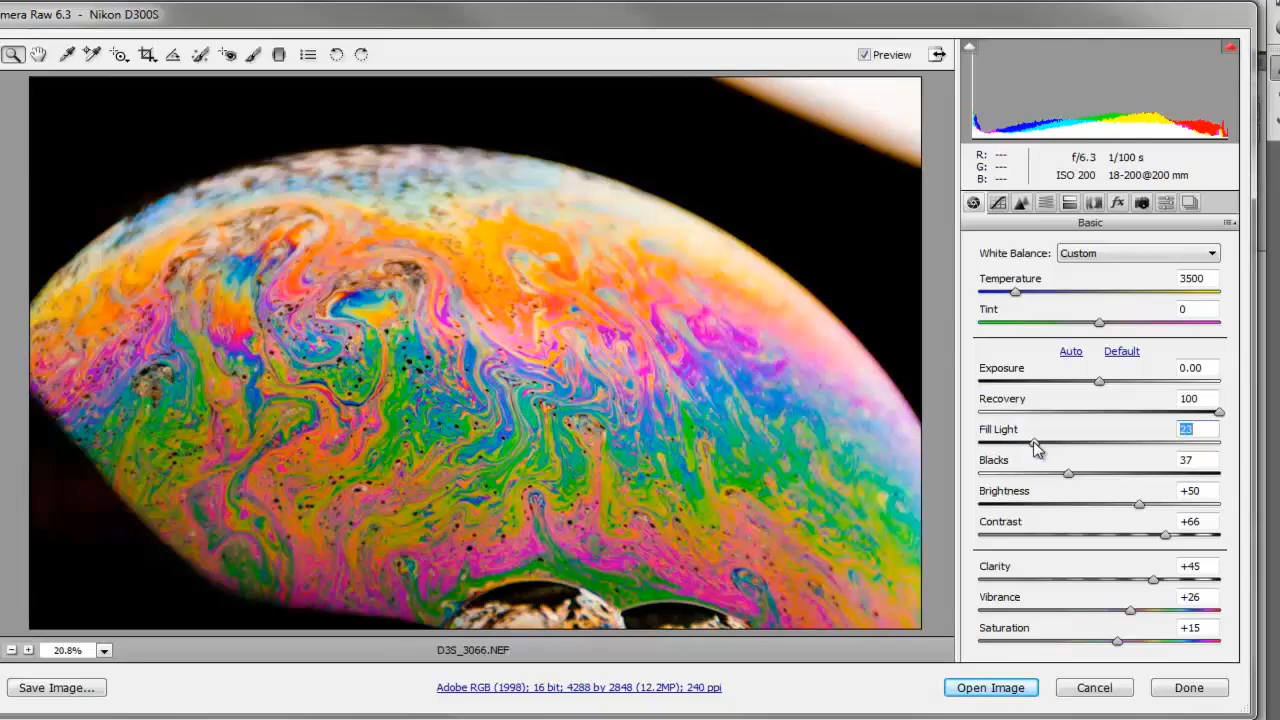 mera Raw 6.3 - Nikon D300S
Preview
R: ---
G: ---
B: ---
f/6.3 1/100 s
ISO 200 18-200@200 mm
fx
Basic
White Balance: Custom
Temperature 3500
Tint 0
Auto Default
Exposure 0.00
Recovery 100
Fill Light 23
Blacks 37
Brightness +50
Contrast +66
Clarity +45
Vibrance +26
Saturation +15
20.8%
D3S_3066.NEF
Save Image...
Adobe RGB (1998); 16 bit; 4288 by 2848 (12.2MP); 240 ppi
Open Image
Cancel
Done